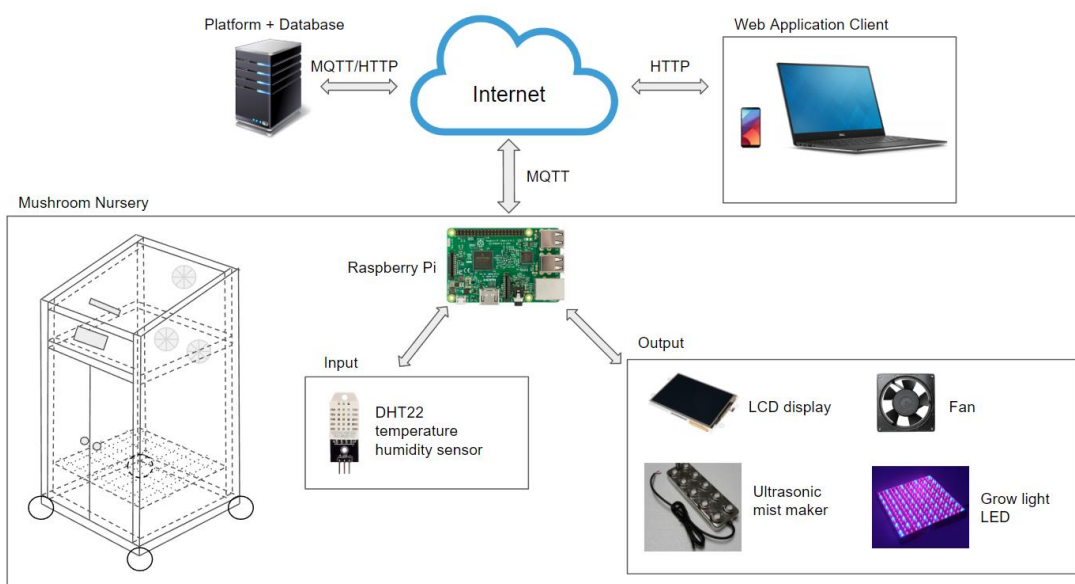 Platform + Database
Web Application Client
MQTT/HTTP
HTTP
Internet
MQTT
Mushroom Nursery
Raspberry Pi
Input
Output
DHT22
temperature
humidity sensor
LCD display
Fan
Ultrasonic
mist maker
Grow light
LED